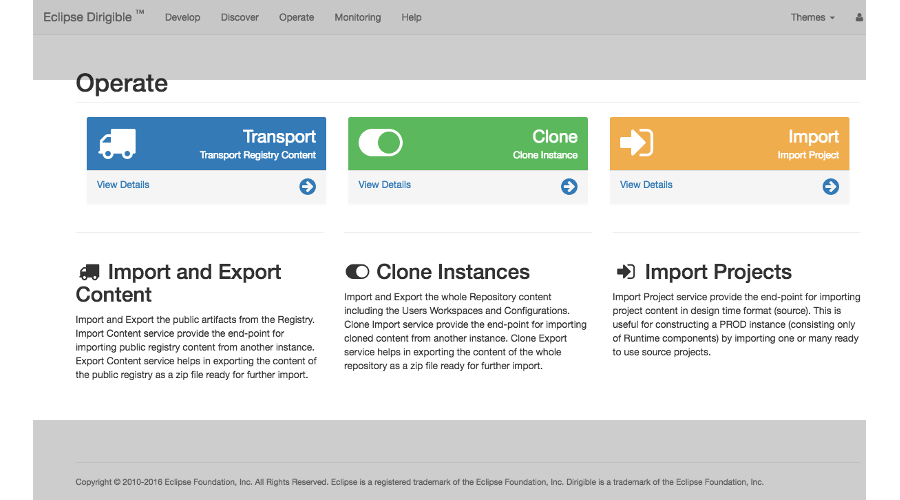 Eclipse Dirigible ™ Develop Discover Operate Monitoring Help Themes
Operate
Transport
Transport Registry Content
View Details
Clone
Clone Instance
View Details
Import
Import Project
View Details
Import and Export
Content
Import and Export the public artifacts from the Registry.
Import Content service provide the end-point for
importing public registry content from another instance.
Export Content service helps in exporting the content of
the public registry as a zip file ready for further import.
Clone Instances
Import and Export the whole Repository content
including the Users Workspaces and Configurations.
Clone Import service provide the end-point for importing
cloned content from another instance. Clone Export
service helps in exporting the content of the whole
repository as a zip file ready for further import.
Import Projects
Import Project service provide the end-point for importing
project content in design time format (source). This is
useful for constructing a PROD instance (consisting only
of Runtime components) by importing one or many ready
to use source projects.
Copyright © 2010-2016 Eclipse Foundation, Inc. All Rights Reserved. Eclipse is a registered trademark of the Eclipse Foundation, Inc. Dirigible is a trademark of the Eclipse Foundation, Inc.